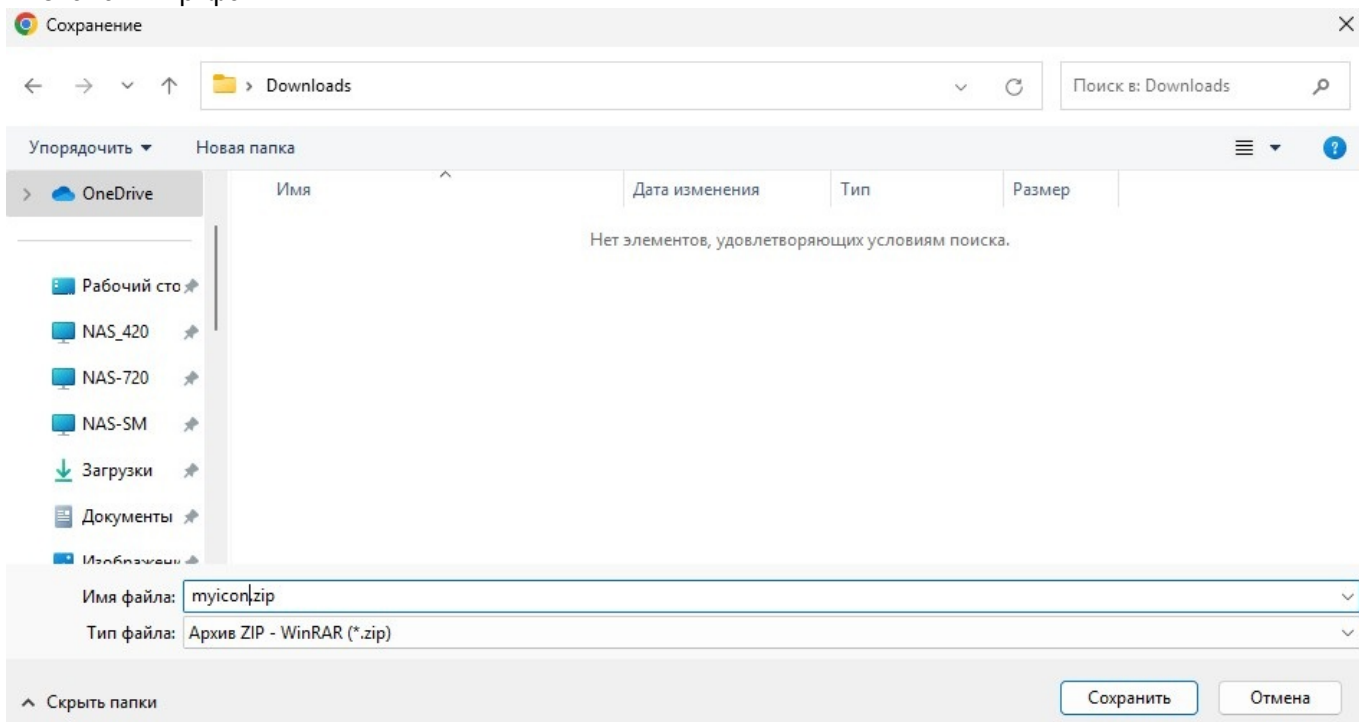 Сохранение
Downloads
Поиск в: Downloads
Упорядочить
Новая папка
OneDrive
Имя
Дата изменения
Тип
Размер
Нет элементов, удовлетворяющих условиям поиска.
Рабочий сто
NAS_420
NAS-720
NAS-SM
Загрузки
Документы
Имя файла: myicon.zip
Тип файла: Архив ZIP - WinRAR (*.zip)
Скрыть папки
Сохранить
Отмена